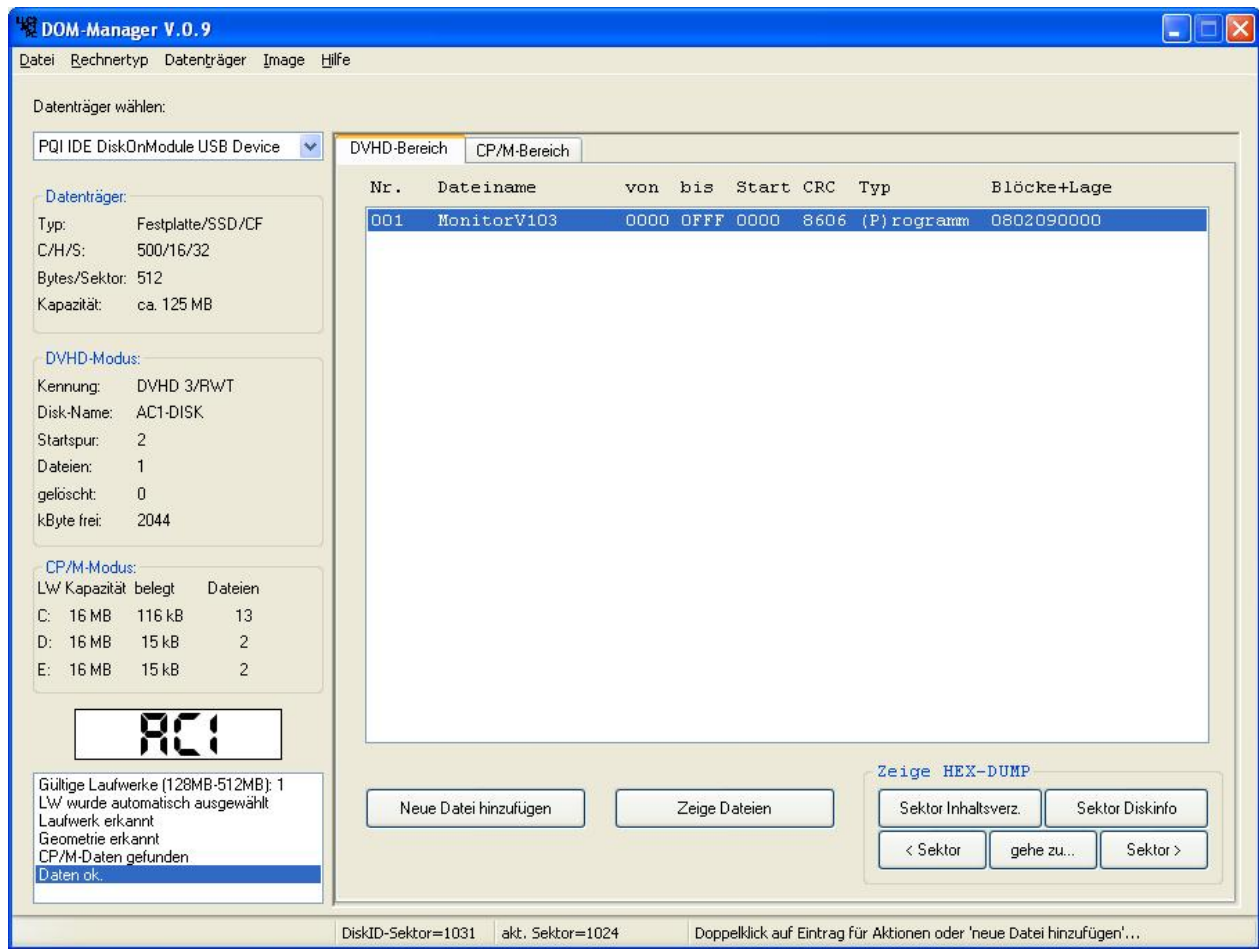 DOM-Manager V.0.9
Datei Rechnertyp Datenträger Image Hilfe
Datenträger wählen:
PQI IDE DiskOnModule USB Device
Datenträger:
Typ: Festplatte/SSD/CF
C/H/S: 500/16/32
Bytes/Sektor: 512
Kapazität: ca. 125 MB
DVHD-Modus:
Kennung: DVHD 3/RWT
Disk-Name: AC1-DISK
Startspur: 2
Dateien: 1
gelöscht: 0
kByte frei: 2044
CP/M-Modus:
LW Kapazität belegt Dateien
C: 16 MB 116 kB 13
D: 16 MB 15 kB 2
E: 16 MB 15 kB 2
AC1
Gültige Laufwerke (128MB-512MB): 1
LW wurde automatisch ausgewählt
Laufwerk erkannt
Geometrie erkannt
CP/M-Daten gefunden
Daten ok.
DVHD-Bereich CP/M-Bereich
Nr. Dateiname von bis Start CRC Typ Blöcke+Lage
001 MonitorV103 0000 0FFF 0000 8606 (P)rogramm 0802090000
Neue Datei hinzufügen Zeige Dateien
Zeige HEX-DUMP
Sektor Inhaltsverz. Sektor Diskinfo
< Sektor gehe zu... Sektor >
DiskID-Sektor=1031 akt. Sektor=1024 Doppelklick auf Eintrag für Aktionen oder 'neue Datei hinzufügen'...